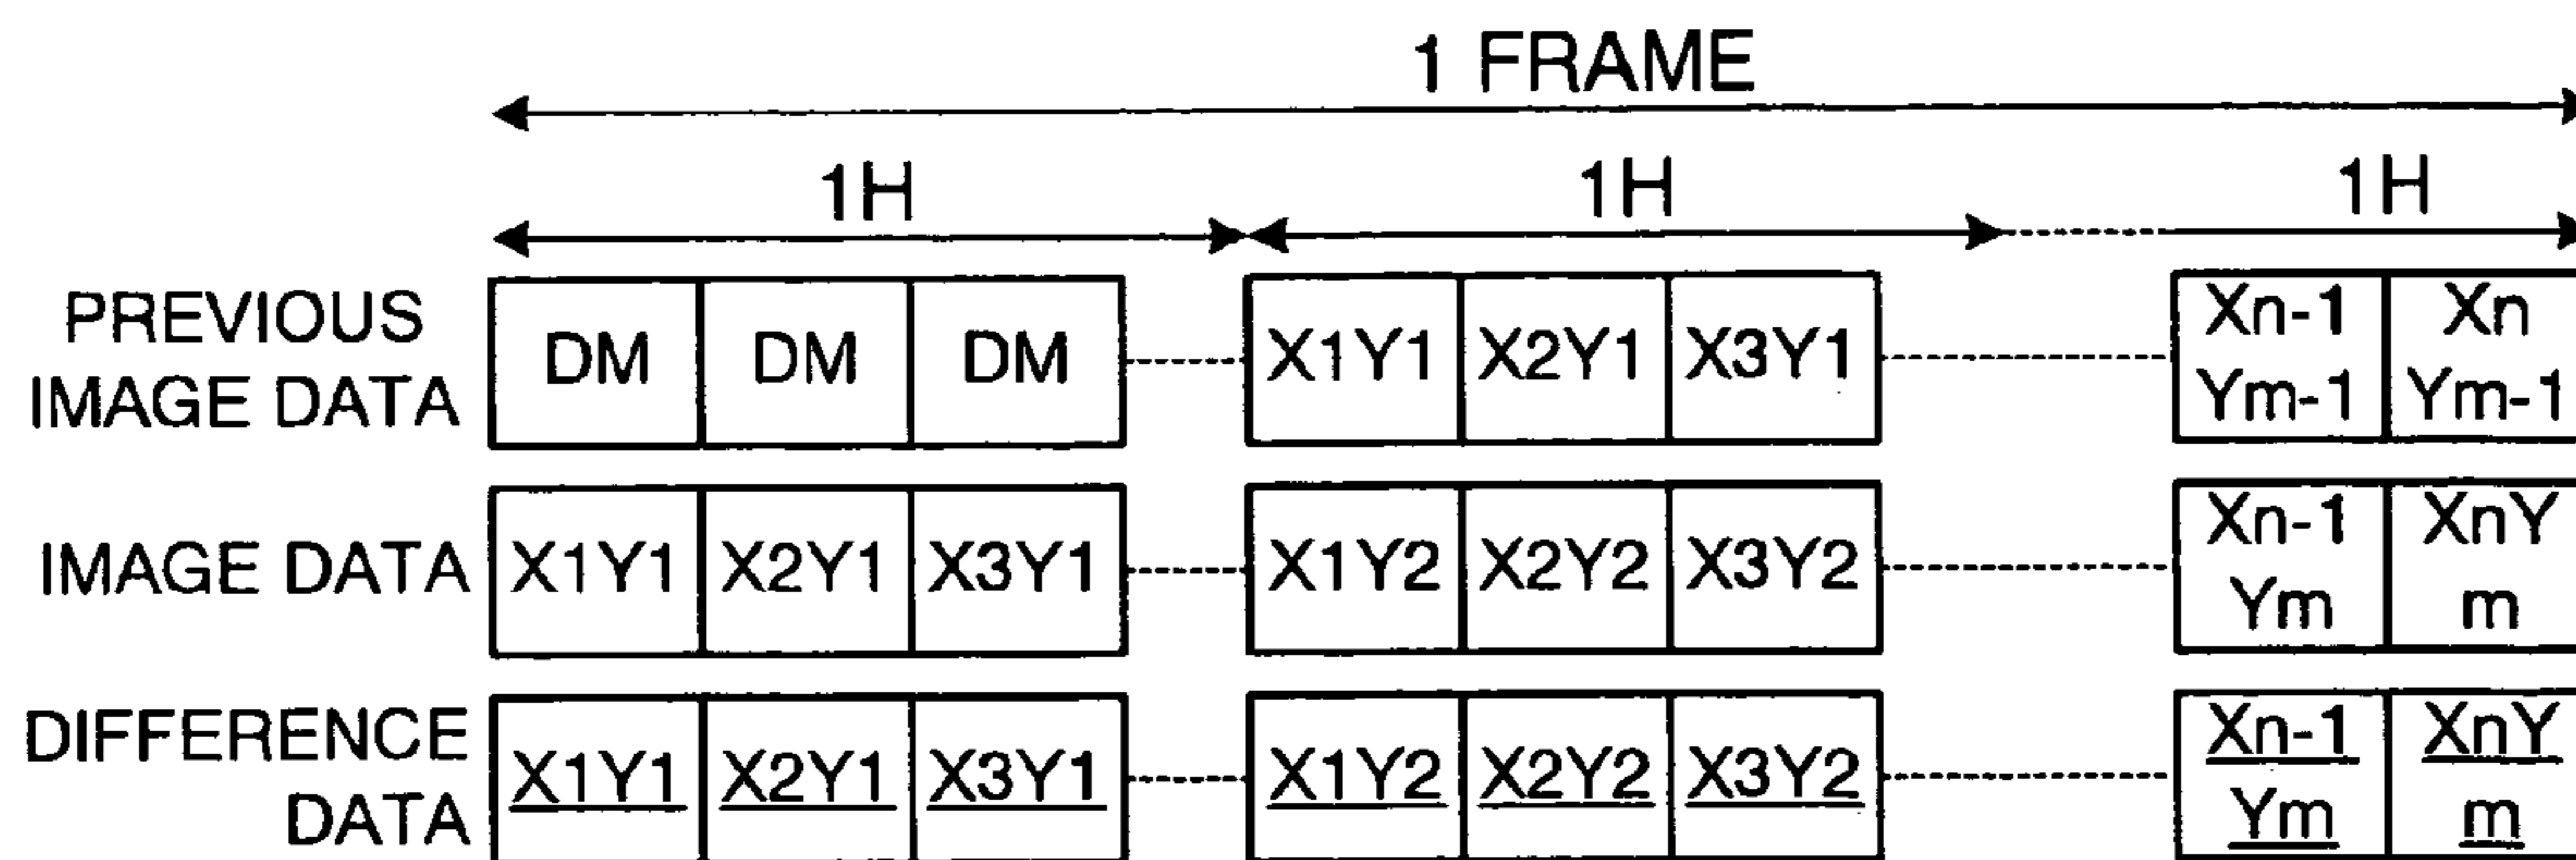 1 FRAME
1H 1H 1H
PREVIOUS IMAGE DATA
DM DM DM X1Y1 X2Y1 X3Y1 Xn-1 Ym-1 Xn Ym-1
IMAGE DATA X1Y1 X2Y1 X3Y1 X1Y2 X2Y2 X3Y2 Xn-1 Ym XnY m
DIFFERENCE DATA
X1Y1 X2Y1 X3Y1 X1Y2 X2Y2 X3Y2 Xn-1 Ym XnY m